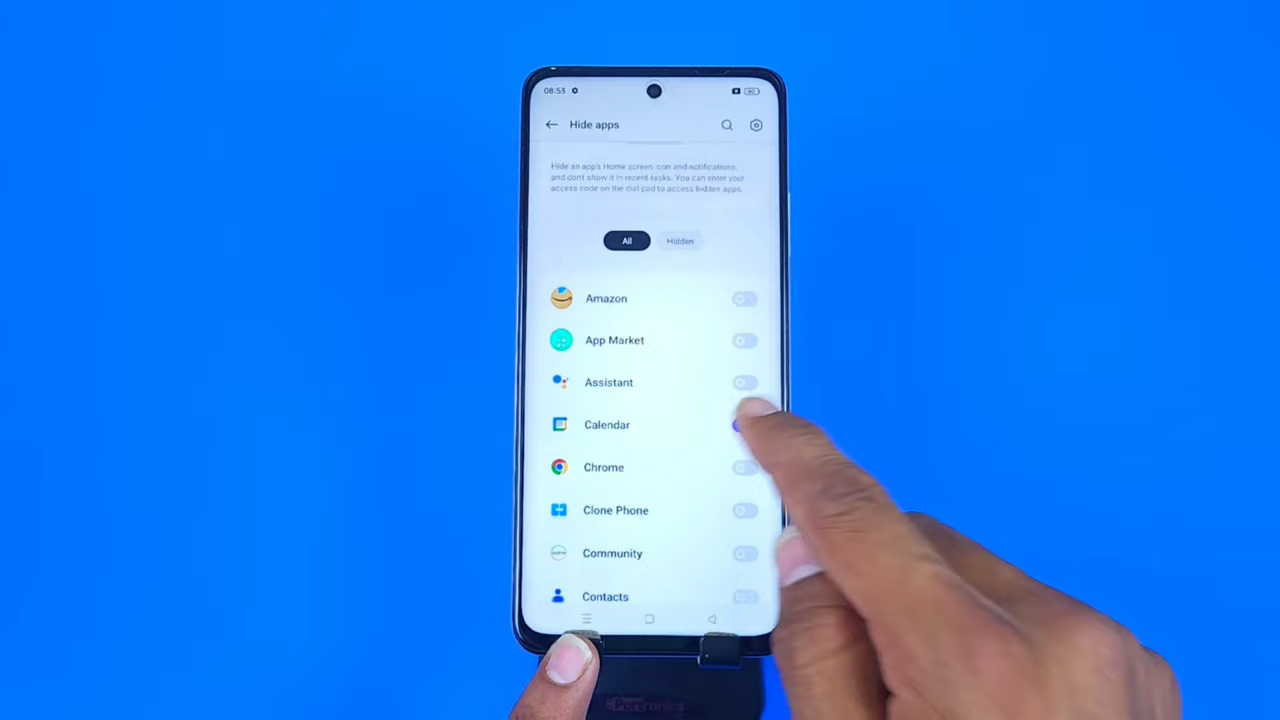 08:53
Hide apps
Hide an app's Home screen icon and notifications,
and don't show it in recent tasks. You can enter your
access code on the dial pad to access hidden apps.
All
Hidden
Amazon
App Market
Assistant
Calendar
Chrome
Clone Phone
Community
Contacts
Portronics